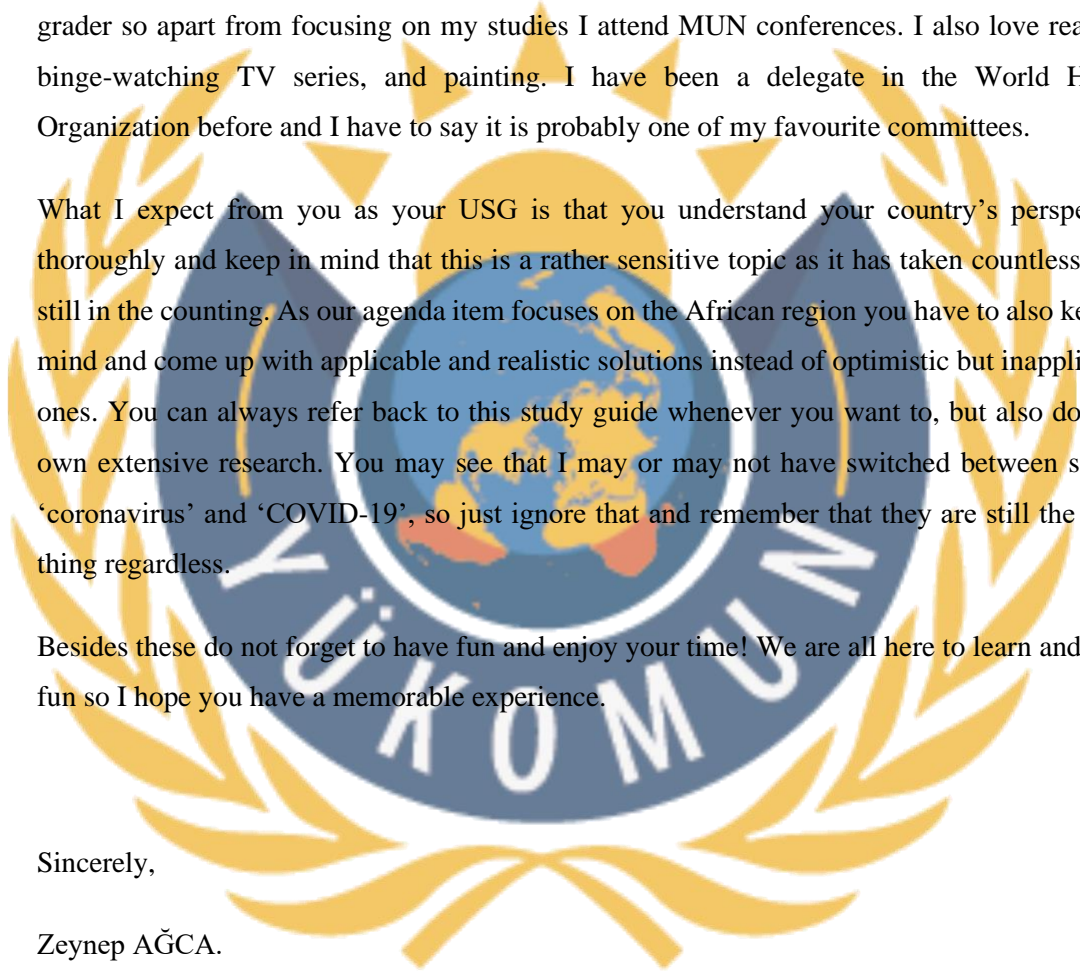 grader so apart from focusing on my studies I attend MUN conferences. I also love rea
binge-watching TV series, and painting. I have been a delegate in the World H
Organization before and I have to say it is probably one of my favourite committees.
What I expect from you as your USG is that you understand your country's perspe
thoroughly and keep in mind that this is a rather sensitive topic as it has taken countless
still in the counting. As our agenda item focuses on the African region you have to also ke
mind and come up with applicable and realistic solutions instead of optimistic but inappli
ones. You can always refer back to this study guide whenever you want to, but also do
own extensive research. You may see that I may or may not have switched between s
‘coronavirus’ and ‘COVID-19’, so just ignore that and remember that they are still the
thing regardless.
Besides these do not forget to have fun and enjoy your time! We are all here to learn and
fun so I hope you have a memorable experience.
YÜKOMUN
Sincerely,
Zeynep AĞCA.